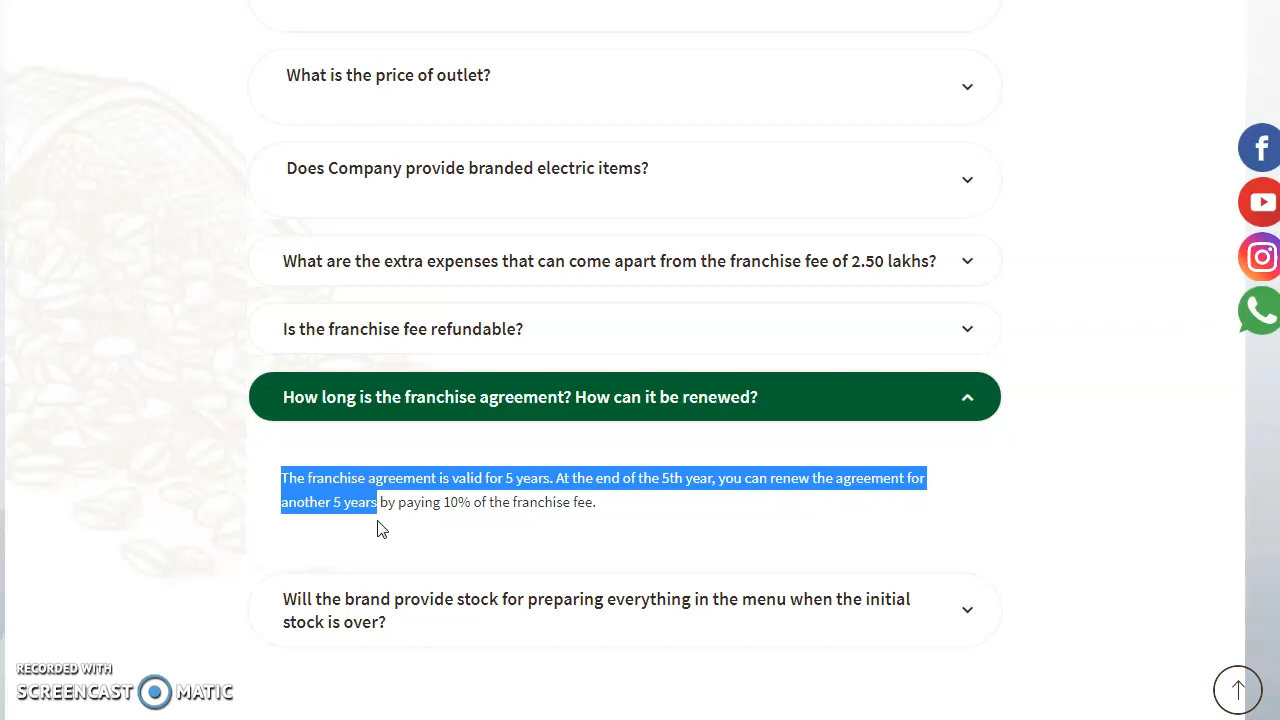 What is the price of outlet?
Does Company provide branded electric items?
What are the extra expenses that can come apart from the franchise fee of 2.50 lakhs?
Is the franchise fee refundable?
How long is the franchise agreement? How can it be renewed?
The franchise agreement is valid for 5 years. At the end of the 5th year, you can renew the agreement for
another 5 years by paying 10% of the franchise fee.
Will the brand provide stock for preparing everything in the menu when the initial
stock is over?
RECORDED WITH
SCREENCAST MATIC